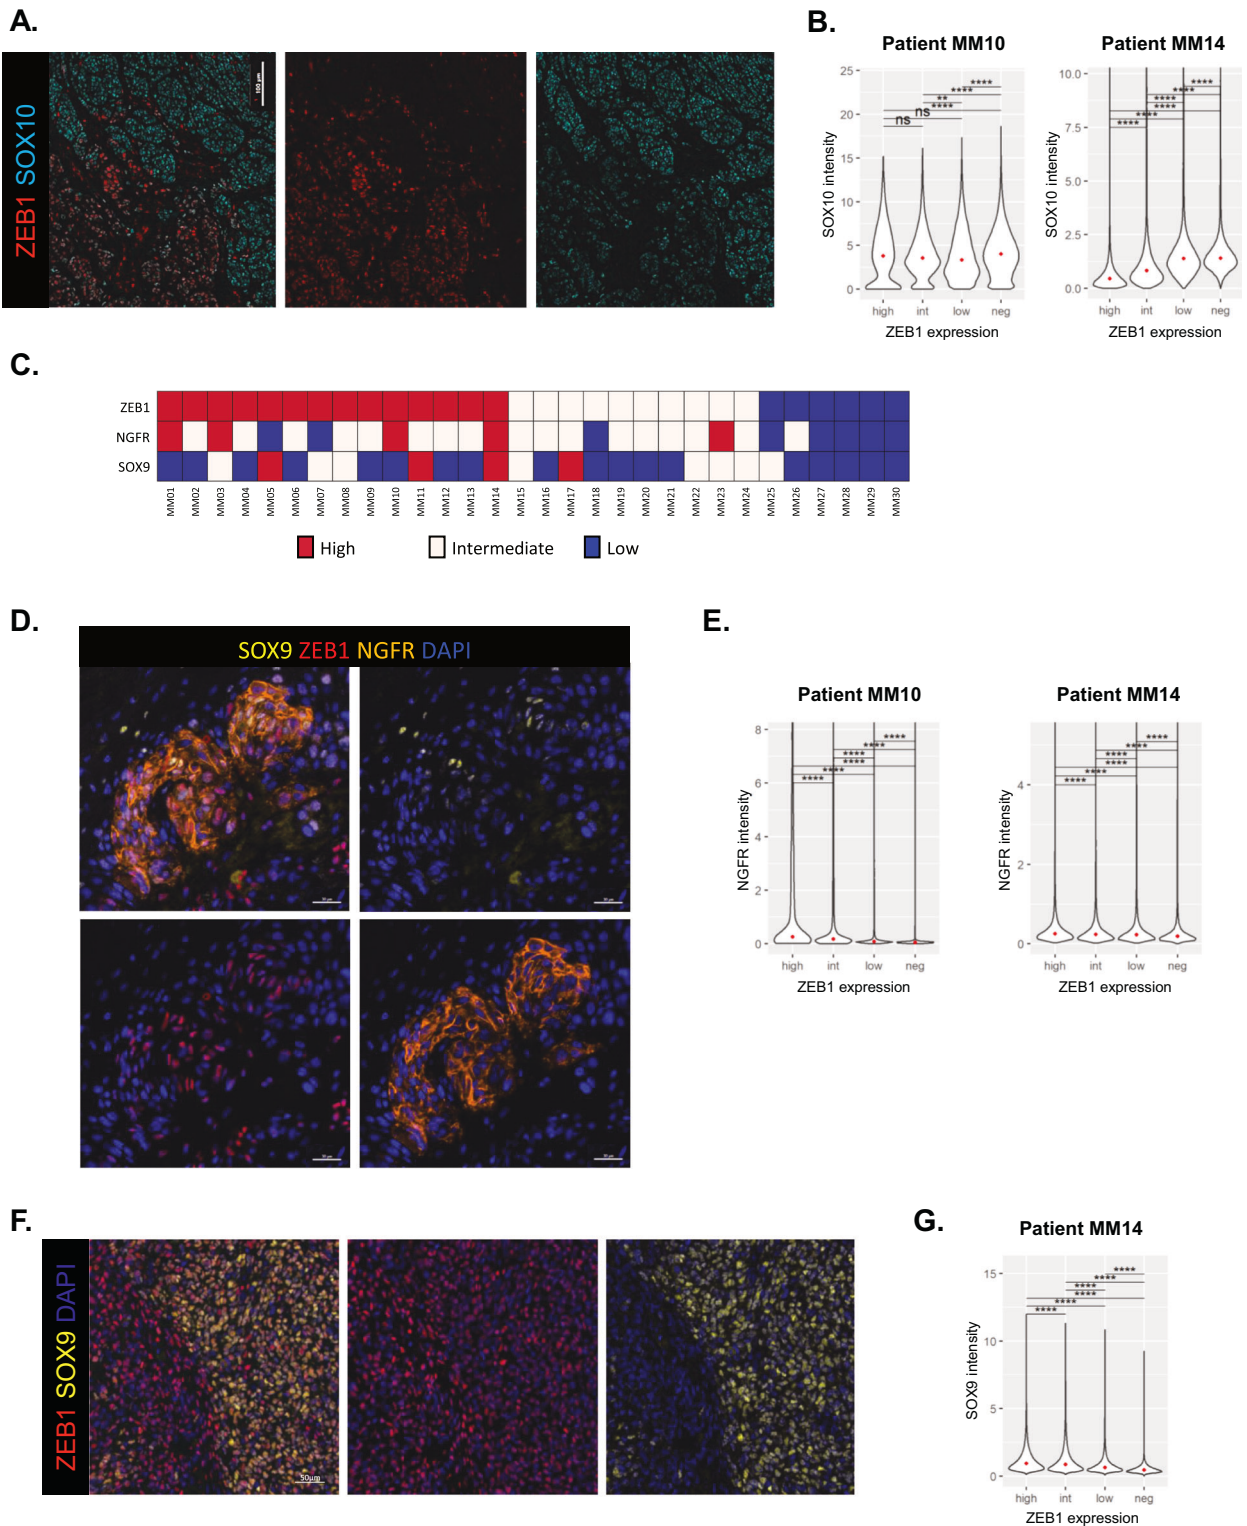 A.
ZEB1 SOX10
100 µm
B.
Patient MM10
SOX10 intensity
25
20
15
10
5
0
****
****
**
****
ns
ns
high int low neg
ZEB1 expression
Patient MM14
SOX10 intensity
10.0
7.5
5.0
2.5
0.0
****
****
****
****
****
****
high int low neg
ZEB1 expression
C.
ZEB1
NGFR
SOX9
MM01 MM02 MM03 MM04 MM05 MM06 MM07 MM08 MM09 MM10 MM11 MM12 MM13 MM14 MM15 MM16 MM17 MM18 MM19 MM20 MM21 MM22 MM23 MM24 MM25 MM26 MM27 MM28 MM29 MM30
High Intermediate Low
D.
SOX9 ZEB1 NGFR DAPI
E.
Patient MM10
NGFR intensity
8
6
4
2
0
****
****
****
****
****
****
high int low neg
ZEB1 expression
Patient MM14
NGFR intensity
4
2
0
****
****
****
****
****
****
high int low neg
ZEB1 expression
F.
ZEB1 SOX9 DAPI
50µm
G.
Patient MM14
SOX9 intensity
15
10
5
0
****
****
****
****
****
****
high int low neg
ZEB1 expression